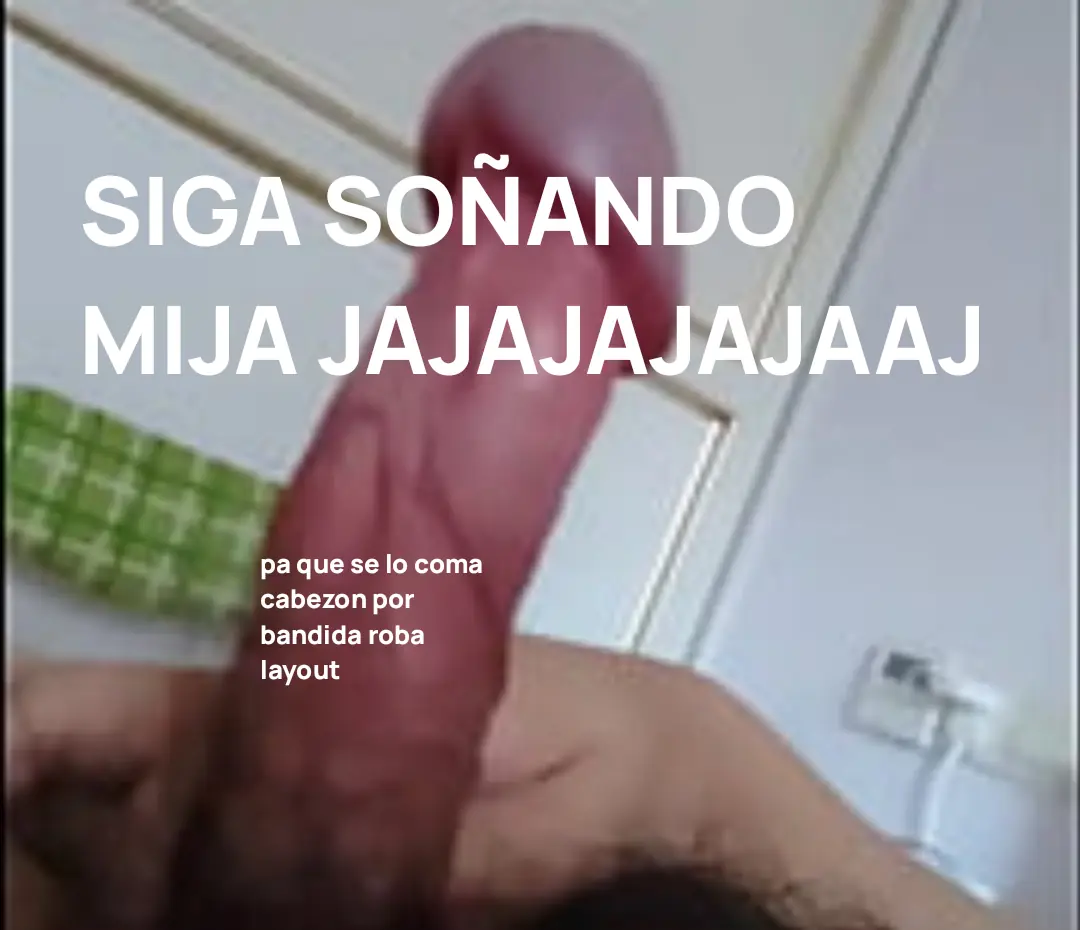 SIGA SOÑANDO
MIJA JAJAJAJAJAAJ
pa que se lo coma
cabezon por
bandida roba
layout